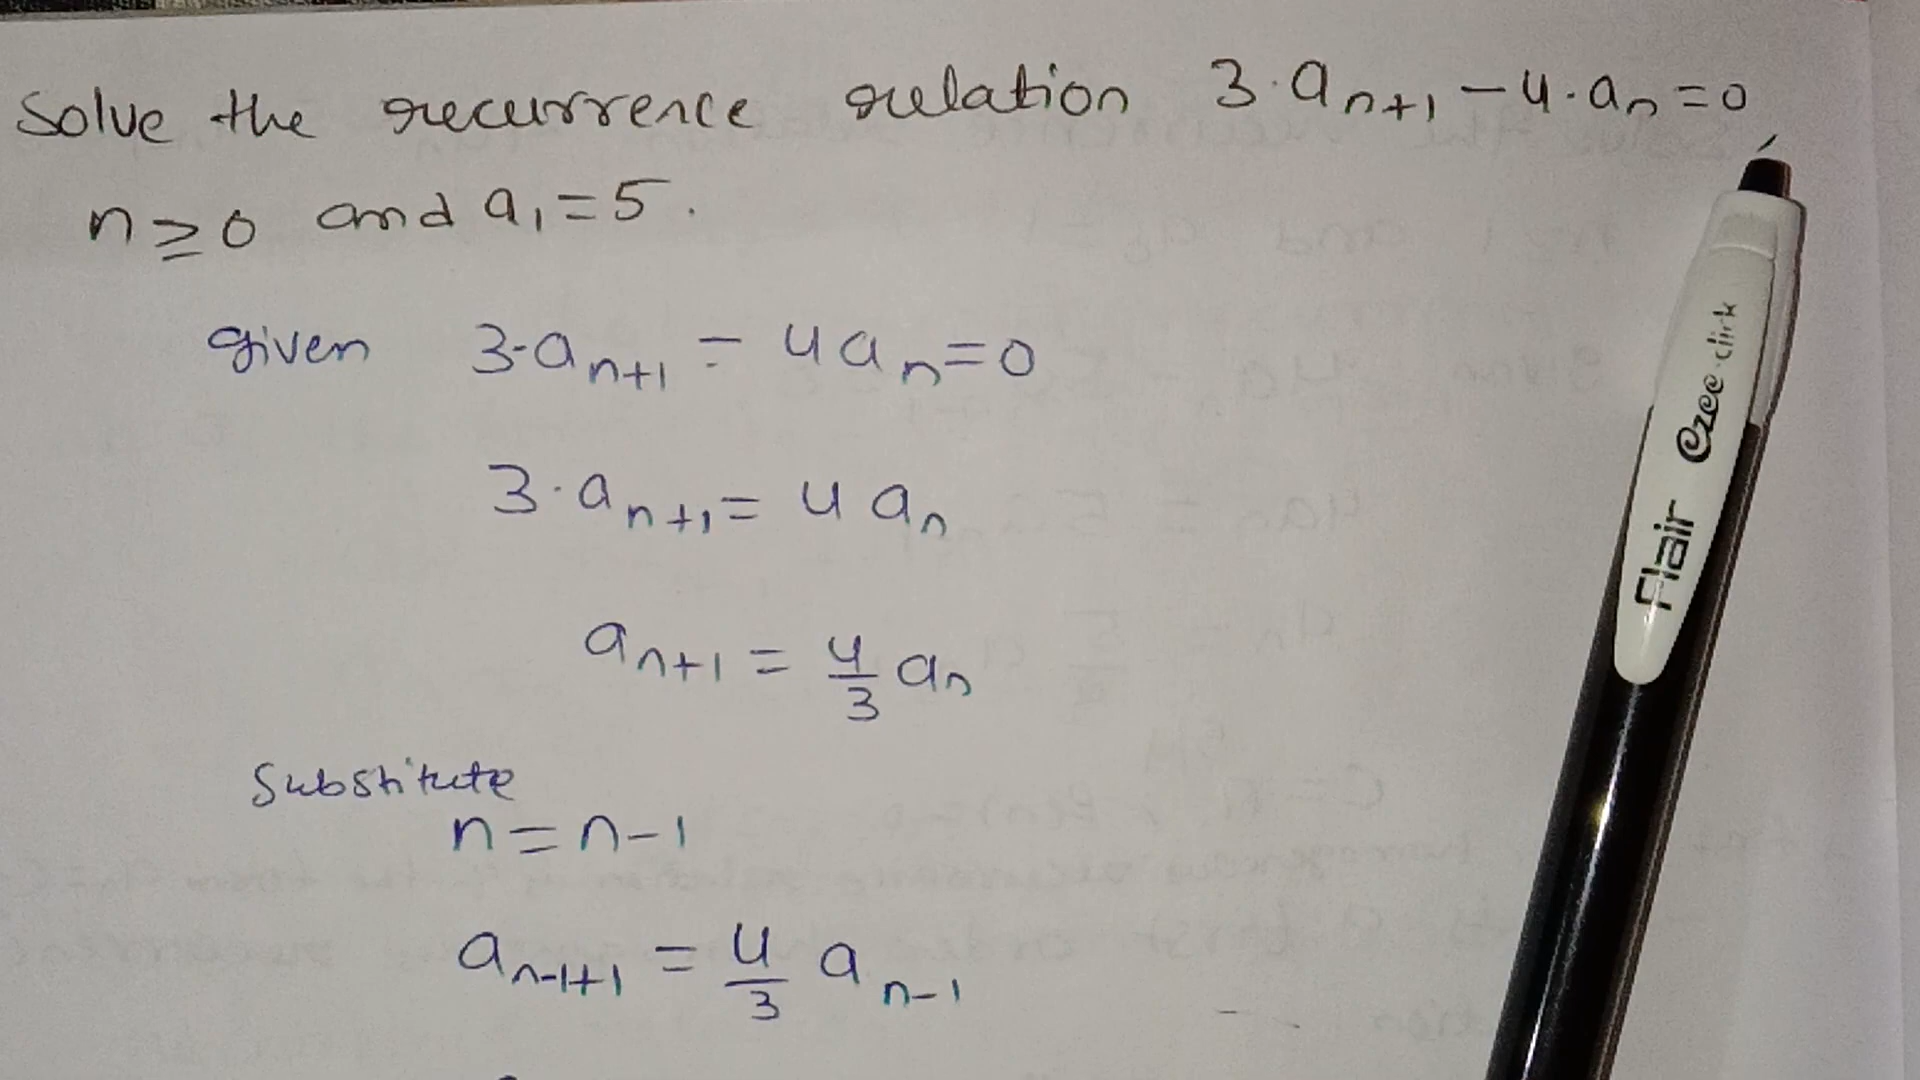 Solve the recurrence relation 3·aₙ₊₁ − 4·aₙ = 0,
n ≥ 0 and a₁ = 5.
given 3·aₙ₊₁ − 4aₙ = 0
3·aₙ₊₁ = 4 aₙ
aₙ₊₁ = 4/3 aₙ
Substitute
n = n − 1
aₙ₋₁₊₁ = 4/3 aₙ₋₁
Flair Ezee click